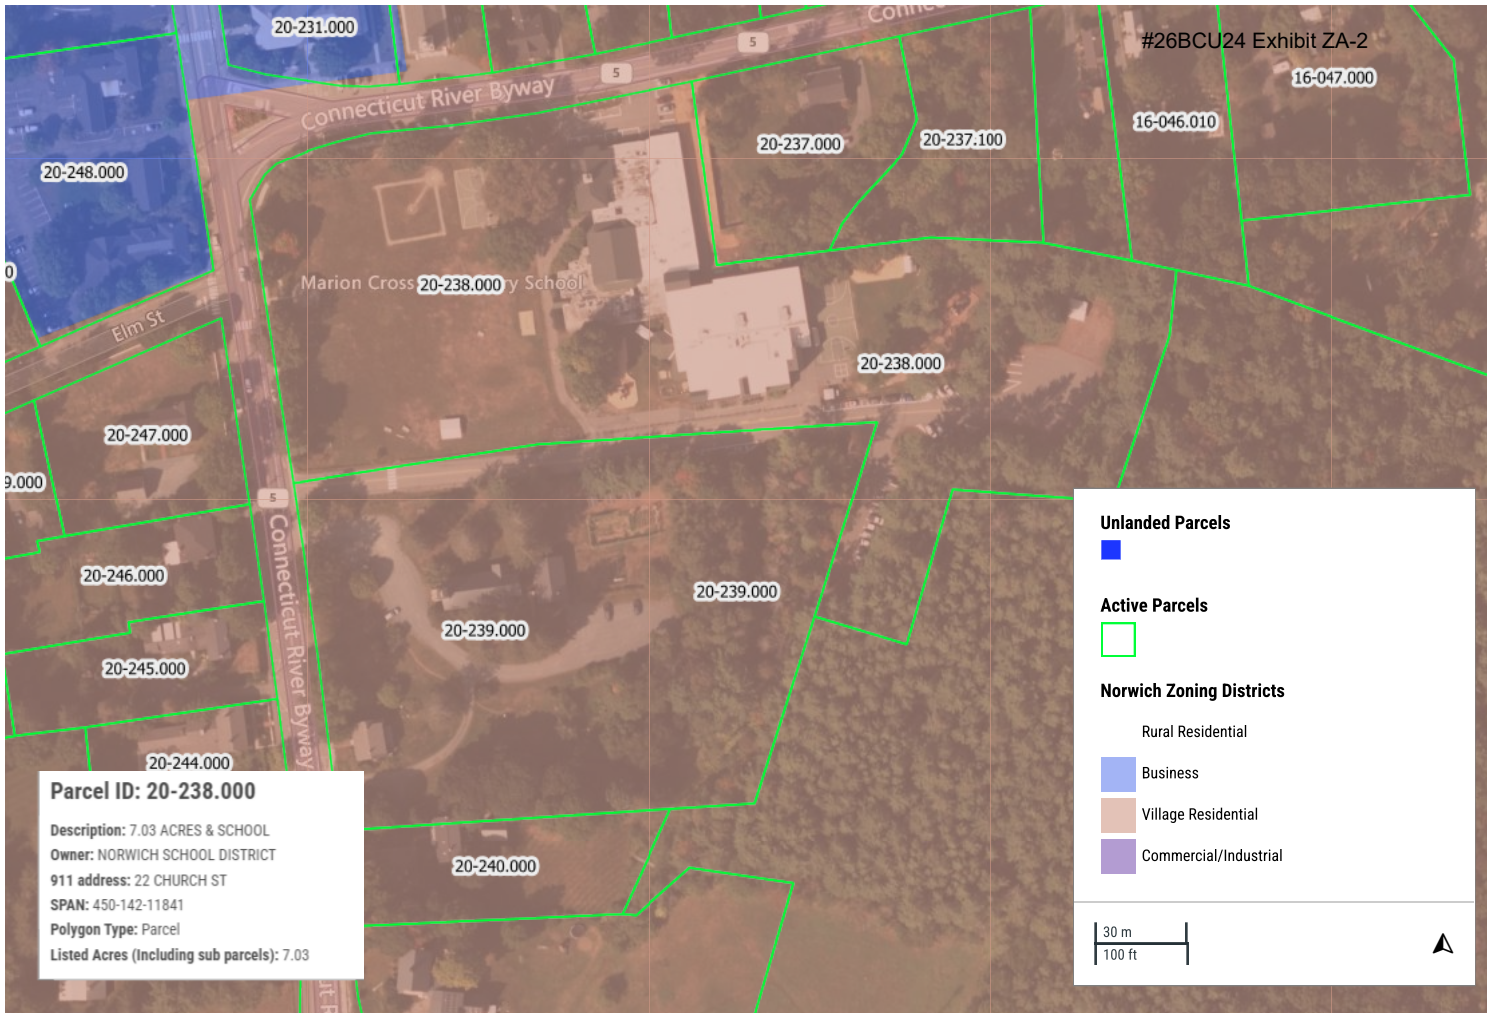 #26BCU24 Exhibit ZA-2
20-231.000
5
Conne
5
Connecticut River Byway
16-047.000
16-046.010
20-237.000
20-237.100
20-248.000
0
Marion Cross
ry School
20-238.000
Elm St
20-238.000
20-247.000
9.000
5
Connecticut River Byway
20-246.000
20-239.000
20-239.000
20-245.000
20-244.000
20-240.000
ut R
Parcel ID: 20-238.000
Description: 7.03 ACRES & SCHOOL
Owner: NORWICH SCHOOL DISTRICT
911 address: 22 CHURCH ST
SPAN: 450-142-11841
Polygon Type: Parcel
Listed Acres (Including sub parcels): 7.03
Unlanded Parcels
Active Parcels
Norwich Zoning Districts
Rural Residential
Business
Village Residential
Commercial/Industrial
30 m
100 ft